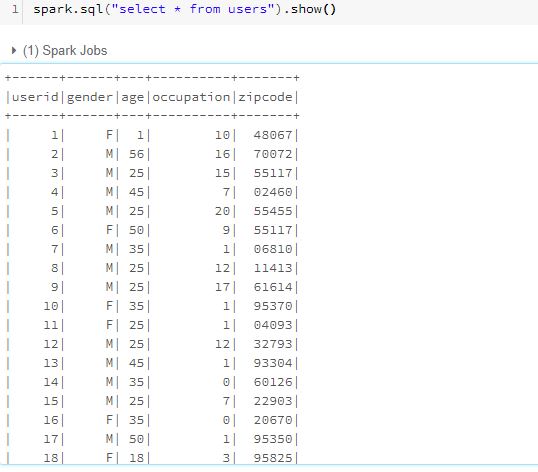 1 spark.sql("select * from users").show()
(1) Spark Jobs
+------+------+---+----------+-------+
|userid|gender|age|occupation|zipcode|
+------+------+---+----------+-------+
|     1|     F|  1|        10|  48067|
|     2|     M| 56|        16|  70072|
|     3|     M| 25|        15|  55117|
|     4|     M| 45|         7|  02460|
|     5|     M| 25|        20|  55455|
|     6|     F| 50|         9|  55117|
|     7|     M| 35|         1|  06810|
|     8|     M| 25|        12|  11413|
|     9|     M| 25|        17|  61614|
|    10|     F| 35|         1|  95370|
|    11|     F| 25|         1|  04093|
|    12|     M| 25|        12|  32793|
|    13|     M| 45|         1|  93304|
|    14|     M| 35|         0|  60126|
|    15|     M| 25|         7|  22903|
|    16|     F| 35|         0|  20670|
|    17|     M| 50|         1|  95350|
|    18|     F| 18|         3|  95825|